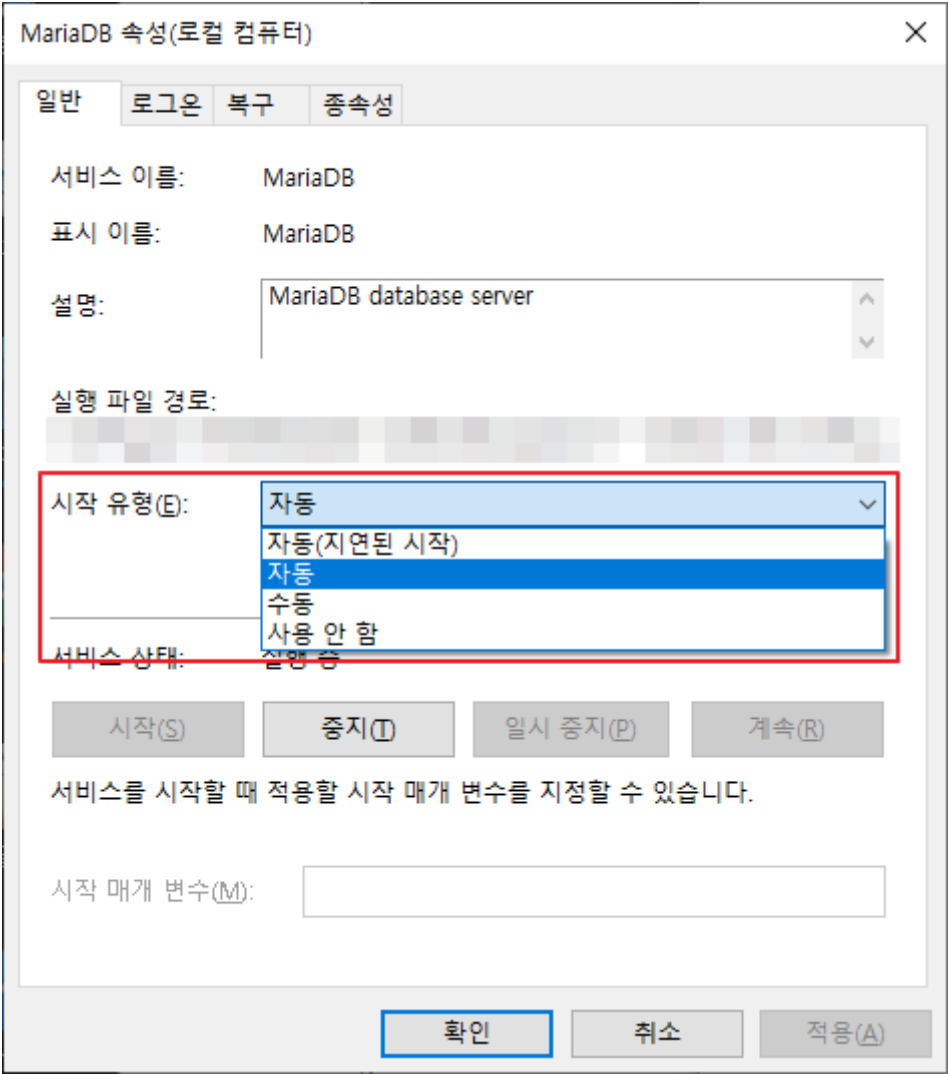 MariaDB 속성(로컬 컴퓨터)
일반 로그온 복구 종속성
서비스 이름: MariaDB
표시 이름: MariaDB
설명: MariaDB database server
실행 파일 경로:
시작 유형(E): 자동
자동(지연된 시작)
자동
수동
사용 안 함
서비스 상태: 실행 중
시작(S) 중지(T) 일시 중지(P) 계속(R)
서비스를 시작할 때 적용할 시작 매개 변수를 지정할 수 있습니다.
시작 매개 변수(M):
확인 취소 적용(A)